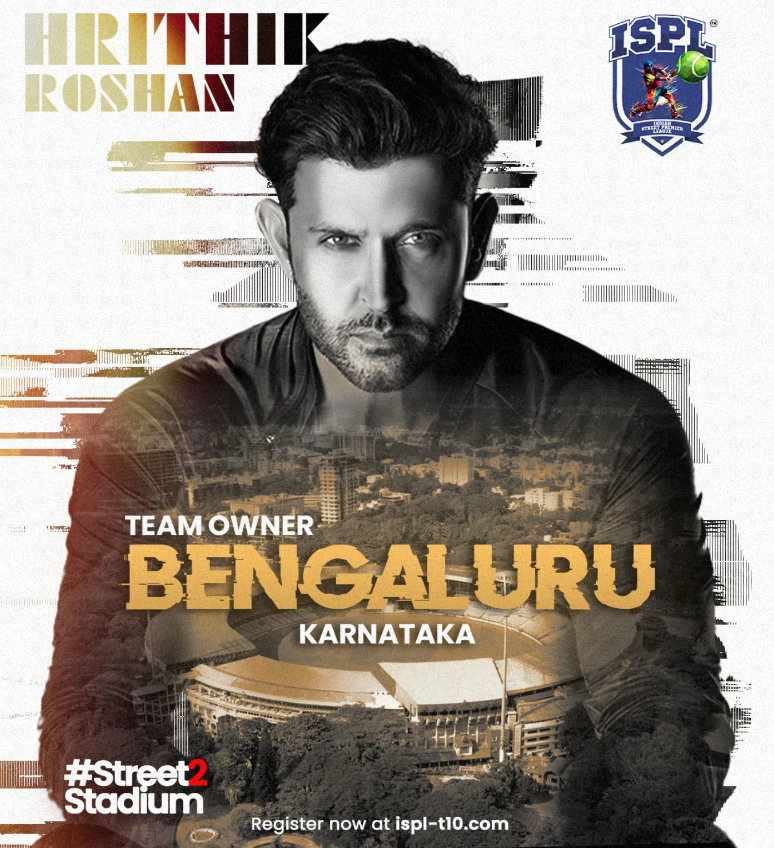 HRITHIK
ROSHAN
ISPL
TM
INDIAN
STREET PREMIER
LEAGUE
TEAM OWNER
BENGALURU
KARNATAKA
#Street2
Stadium
Register now at ispl-t10.com